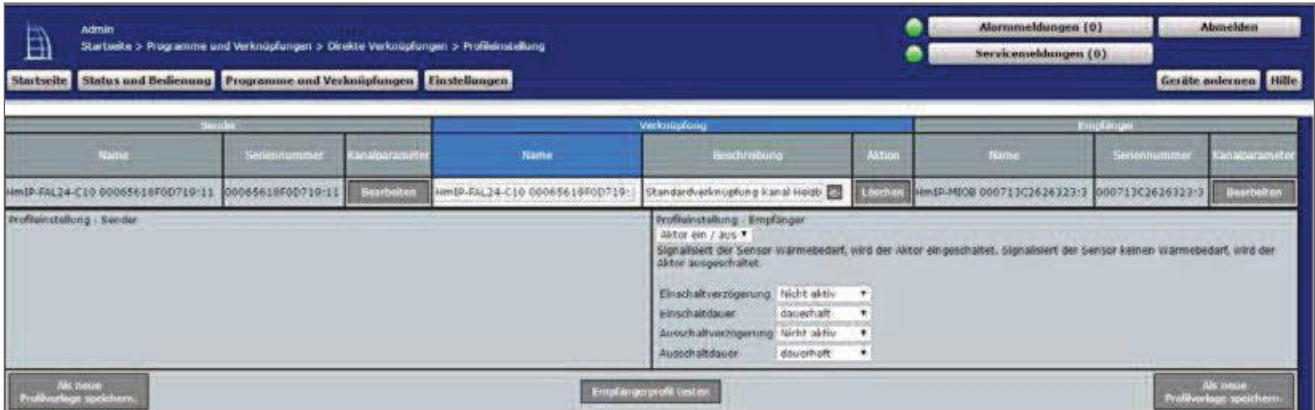 Admin
Startseite > Programme und Verknüpfungen > Direkte Verknüpfungen > Profileinstellung
Alarmmeldungen (0)
Abmelden
Servicemeldungen (0)
Startseite
Status und Bedienung
Programme und Verknüpfungen
Einstellungen
Geräte anlernen
Hilfe
Sender
Verknüpfung
Empfänger
Name
Seriennummer
Kanalparameter
Name
Beschreibung
Aktion
Name
Seriennummer
Kanalparameter
HmIP-FAL24-C10 00065618F0D719:11
00065618F0D719:11
Bearbeiten
HmIP-FAL24-C10 00065618F0D719:
Standardverknüpfung Kanal Heizb
Löschen
HmIP-MIOB 000713C2626323:3
000713C2626323:3
Bearbeiten
Profileinstellung - Sender
Profileinstellung - Empfänger
Aktor ein / aus
Signalisiert der Sensor Wärmebedarf, wird der Aktor eingeschaltet. Signalisiert der Sensor keinen Wärmebedarf, wird der
Aktor ausgeschaltet.
Einschaltverzögerung Nicht aktiv
Einschaltdauer dauerhaft
Ausschaltverzögerung Nicht aktiv
Ausschaltdauer dauerhaft
Als neue
Profilvorlage speichern.
Empfängerprofil testen
Als neue
Profilvorlage speichern.